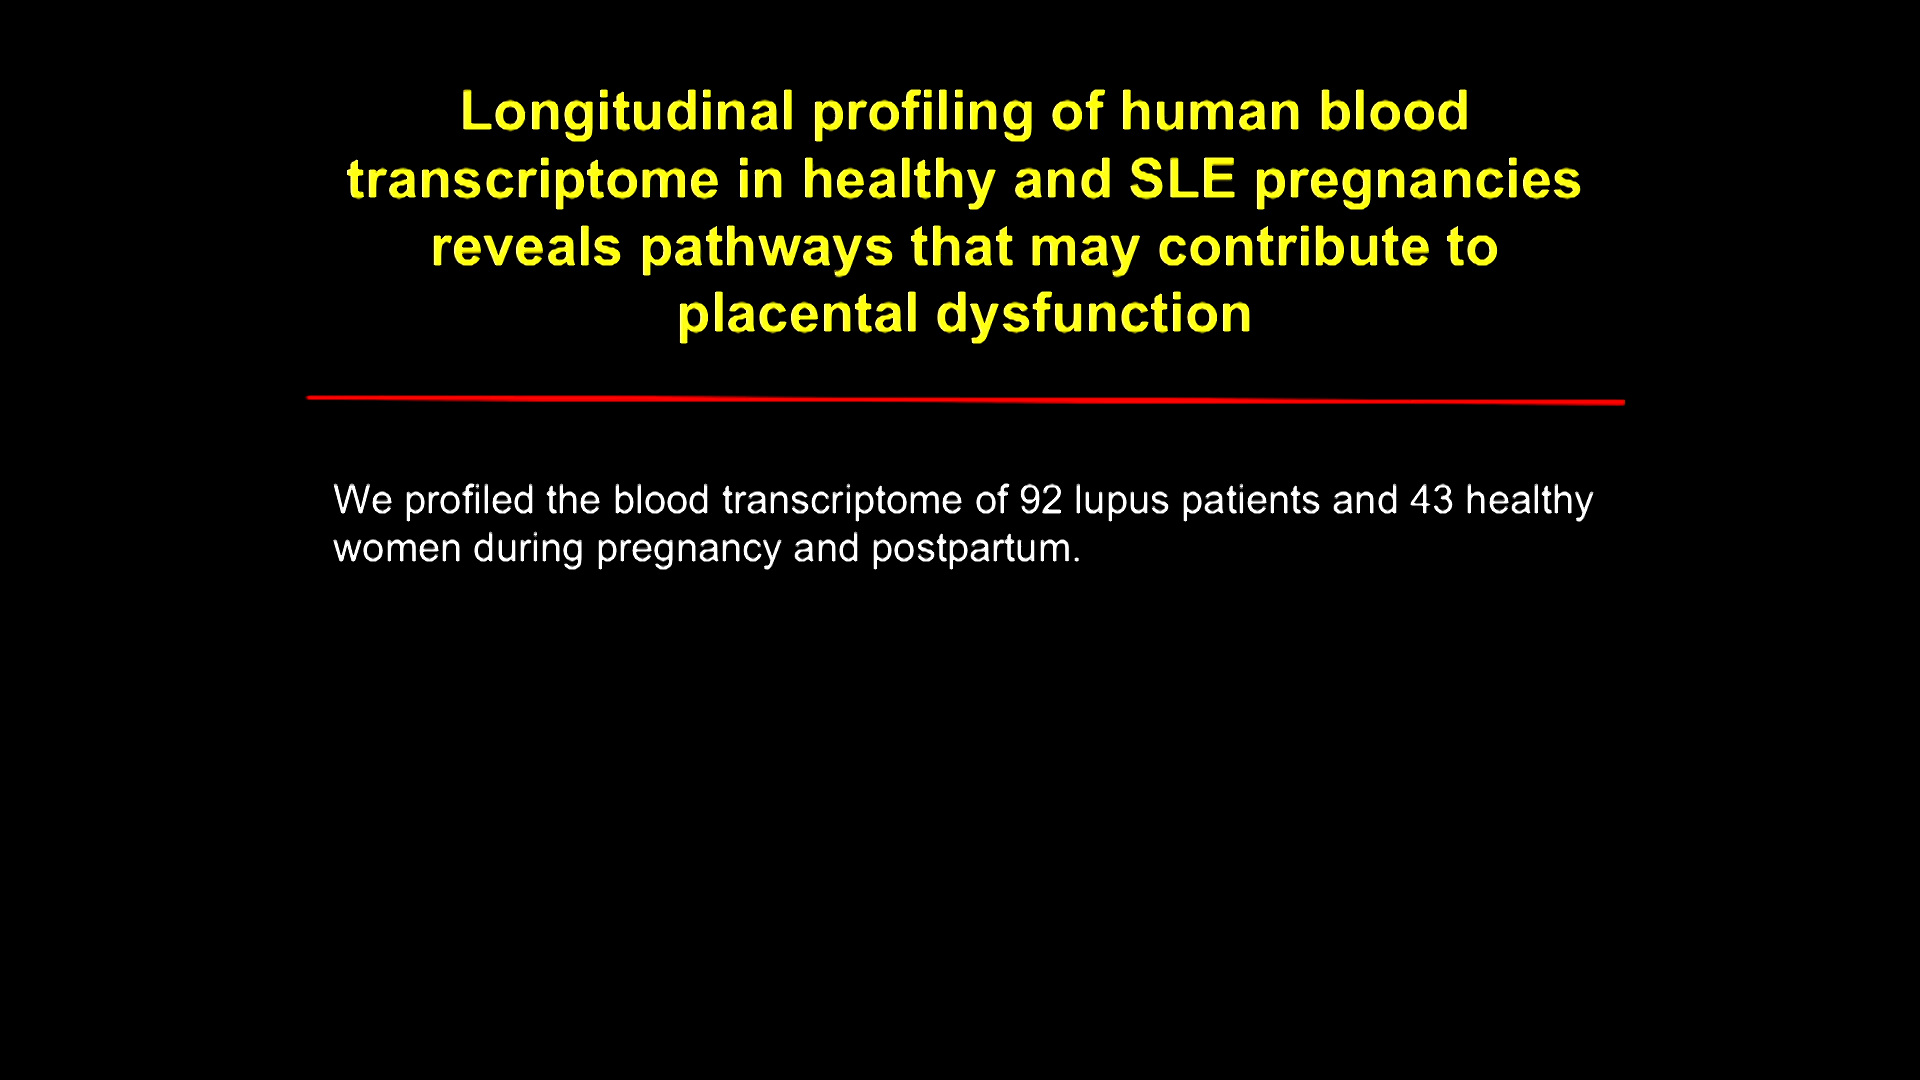 Longitudinal profiling of human blood
transcriptome in healthy and SLE pregnancies
reveals pathways that may contribute to
placental dysfunction
We profiled the blood transcriptome of 92 lupus patients and 43 healthy
women during pregnancy and postpartum.